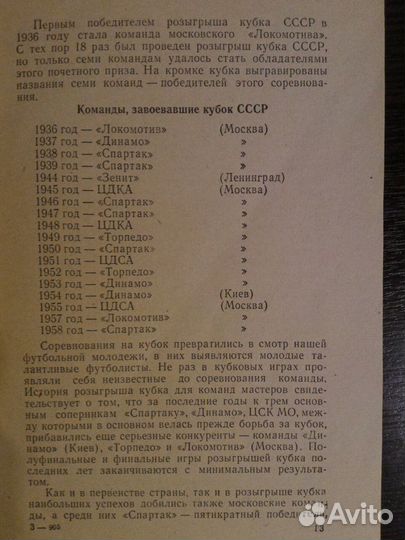 Первым победителем розыгрыша кубка СССР в
1936 году стала команда московского «Локомотива».
С тех пор 18 раз был проведен розыгрыш кубка СССР,
но только семи командам удалось стать обладателями
этого почетного приза. На кромке кубка выгравированы
названия семи команд — победителей этого соревнова-
ния.
Команды, завоевавшие кубок СССР
1936 год — «Локомотив» (Москва)
1937 год — «Динамо» »
1938 год — «Спартак» »
1939 год — «Спартак» »
1944 год — «Зенит» (Ленинград)
1945 год — ЦДКА (Москва)
1946 год — «Спартак» »
1947 год — «Спартак» »
1948 год — ЦДКА »
1949 год — «Торпедо» »
1950 год — «Спартак» »
1951 год — ЦДСА »
1952 год — «Торпедо» »
1953 год — «Динамо» »
1954 год — «Динамо» (Киев)
1955 год — ЦДСА (Москва)
1957 год — «Локомотив» »
1958 год — «Спартак» »
Соревнования на кубок превратились в смотр нашей
футбольной молодежи, в них выявляются молодые та-
лантливые футболисты. Не раз в кубковых играх про-
являли себя неизвестные до соревнования команды.
История розыгрыша кубка для команд мастеров свиде-
тельствует о том, что за последние годы к трем основ-
ным соперникам «Спартаку», «Динамо», ЦСК МО, меж-
ду которыми в основном велась прежде борьба за кубок,
прибавились еще серьезные конкуренты — команды «Ди-
намо» (Киев), «Торпедо» и «Локомотив» (Москва). По-
луфинальные и финальные игры розыгрышей кубка по-
следних лет заканчиваются с минимальным результа-
том.
Как и в первенстве страны, так и в розыгрыше кубка
наибольших успехов добились также московские коман-
ды, а среди них «Спартак» — пятикратный победитель,
3—905 13
Avito